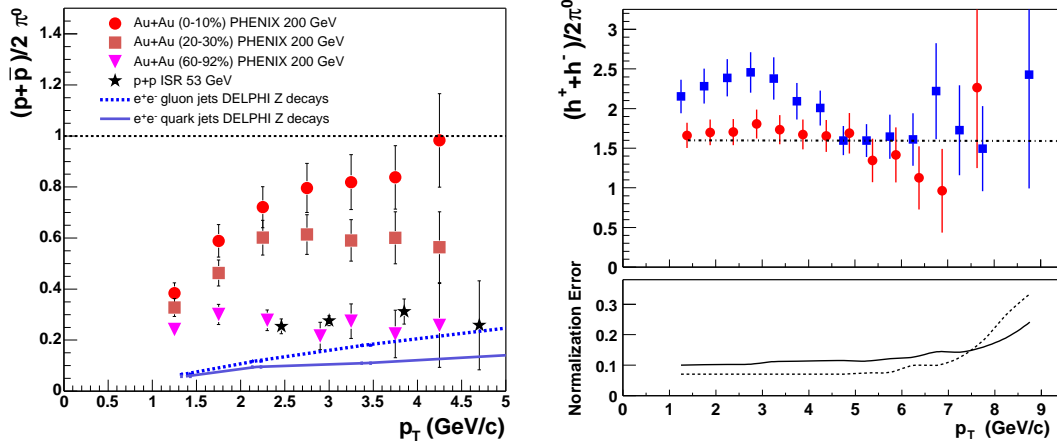 (p+p̄)/2 π⁰
1.4
1.2
1
0.8
0.6
0.4
0.2
0
Au+Au (0-10%) PHENIX 200 GeV
Au+Au (20-30%) PHENIX 200 GeV
Au+Au (60-92%) PHENIX 200 GeV
p+p ISR 53 GeV
e⁺e⁻ gluon jets DELPHI Z decays
e⁺e⁻ quark jets DELPHI Z decays
0 0.5 1 1.5 2 2.5 3 3.5 4 4.5 5
p_T (GeV/c)
(h⁺+h⁻)/2π⁰
3
2.5
2
1.5
1
0.5
0
Normalization Error
0.3
0.2
0.1
0 1 2 3 4 5 6 7 8 9
p_T (GeV/c)